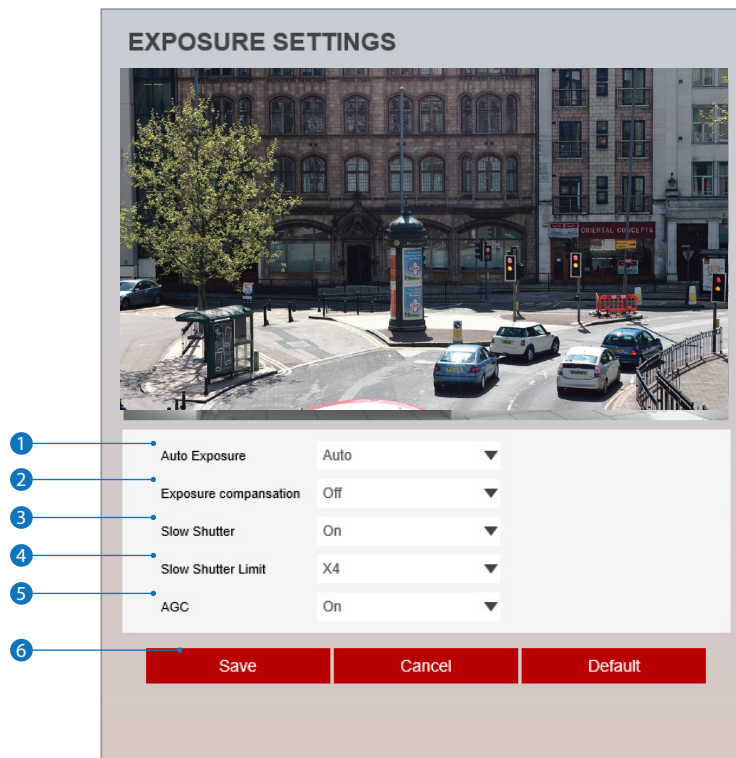 EXPOSURE SETTINGS
ORIENTAL CONCEPTS
1 Auto Exposure Auto
2 Exposure compansation Off
3 Slow Shutter On
4 Slow Shutter Limit X4
5 AGC On
6 Save Cancel Default